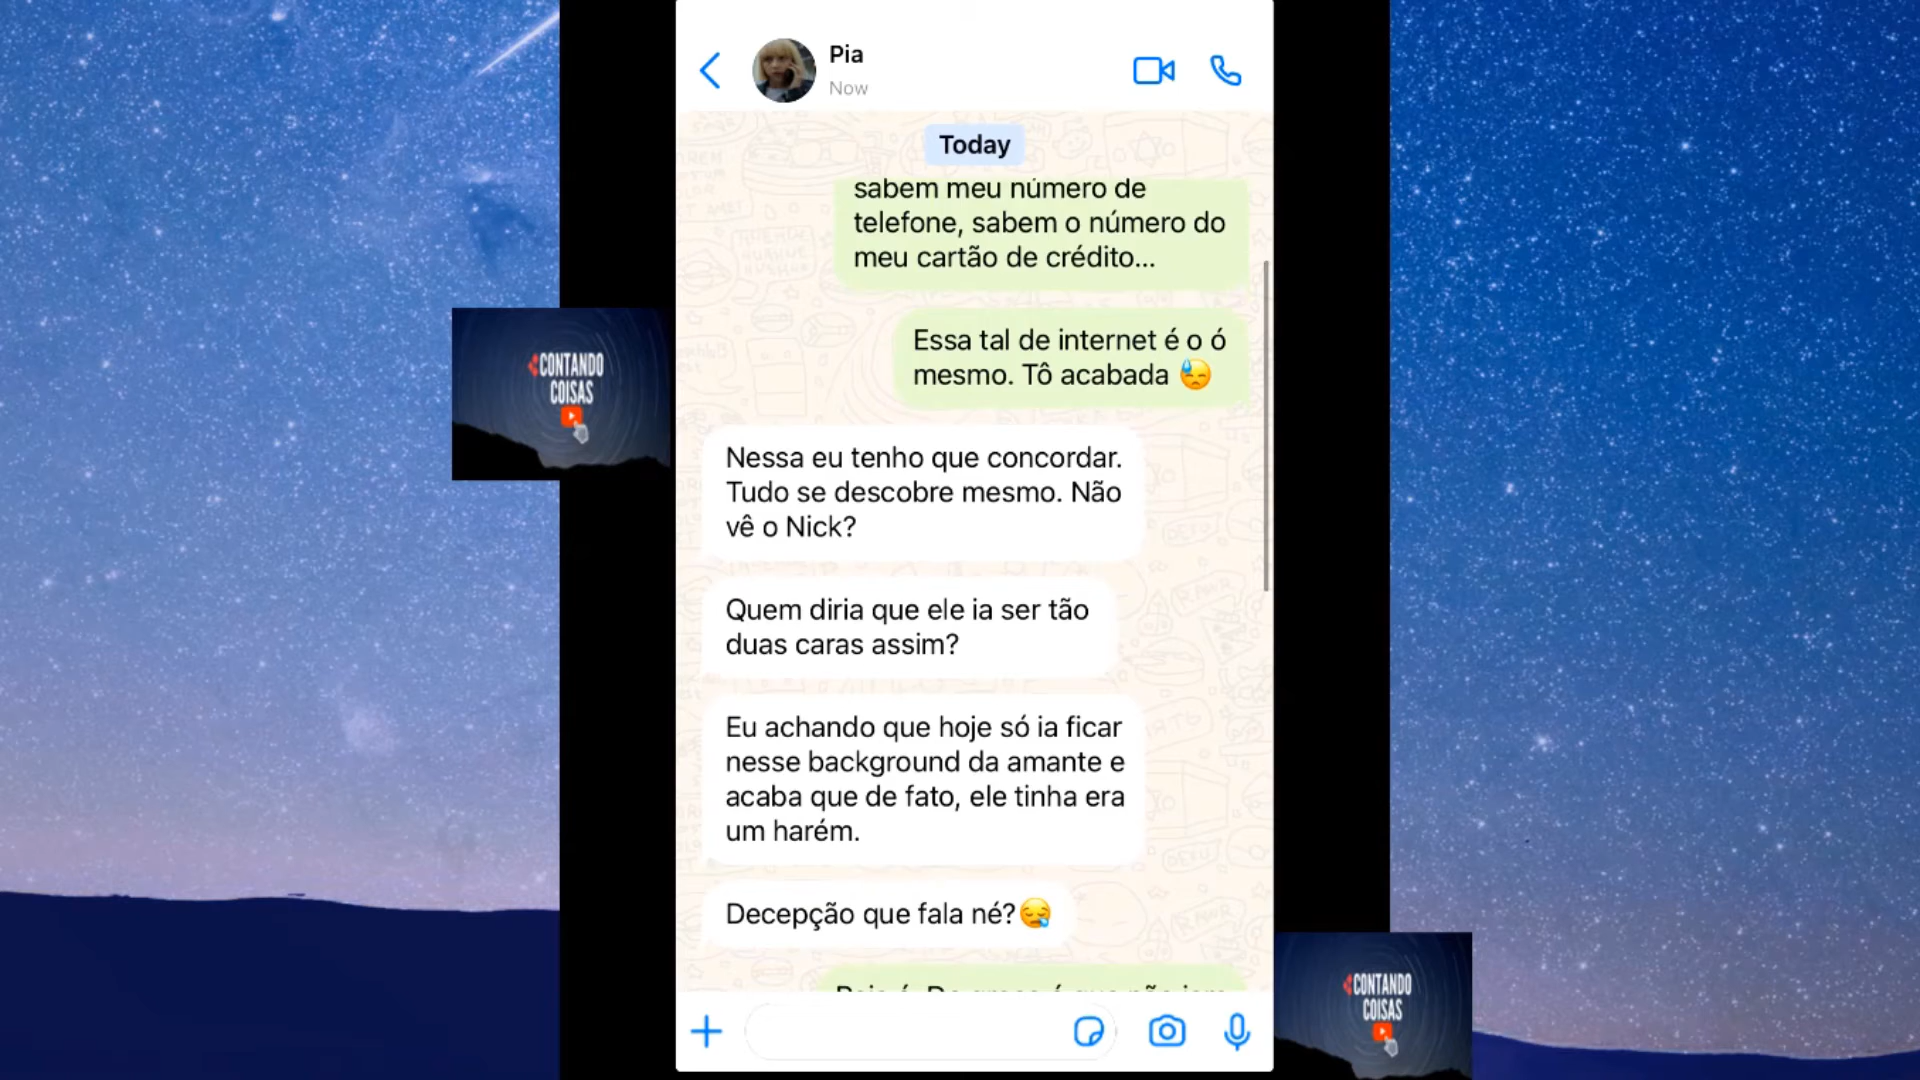 Pia
Now
Today
sabem meu número de
telefone, sabem o número do
meu cartão de crédito...
Essa tal de internet é o ó
mesmo. Tô acabada 😓
Nessa eu tenho que concordar.
Tudo se descobre mesmo. Não
vê o Nick?
Quem diria que ele ia ser tão
duas caras assim?
Eu achando que hoje só ia ficar
nesse background da amante e
acaba que de fato, ele tinha era
um harém.
Decepção que fala né?😪
CONTANDO
COISAS
CONTANDO
COISAS